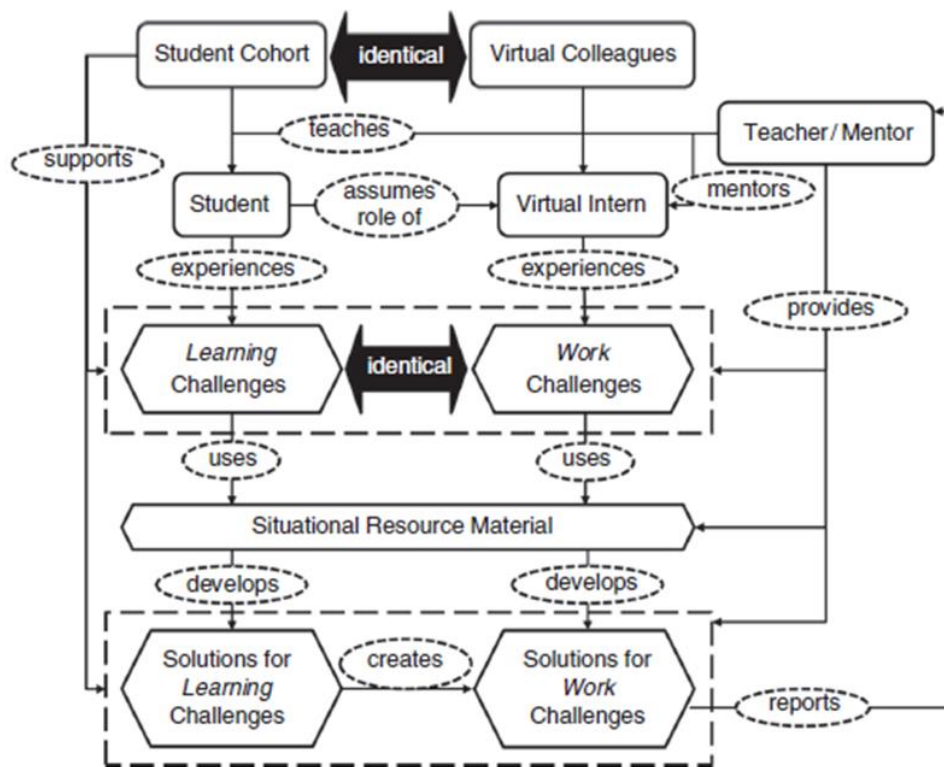 Student Cohort
identical
Virtual Colleagues
teaches
Teacher / Mentor
supports
Student
assumes
role of
Virtual Intern
mentors
experiences
experiences
provides
Learning
Challenges
identical
Work
Challenges
uses
uses
Situational Resource Material
develops
develops
Solutions for
Learning
Challenges
creates
Solutions for
Work
Challenges
reports